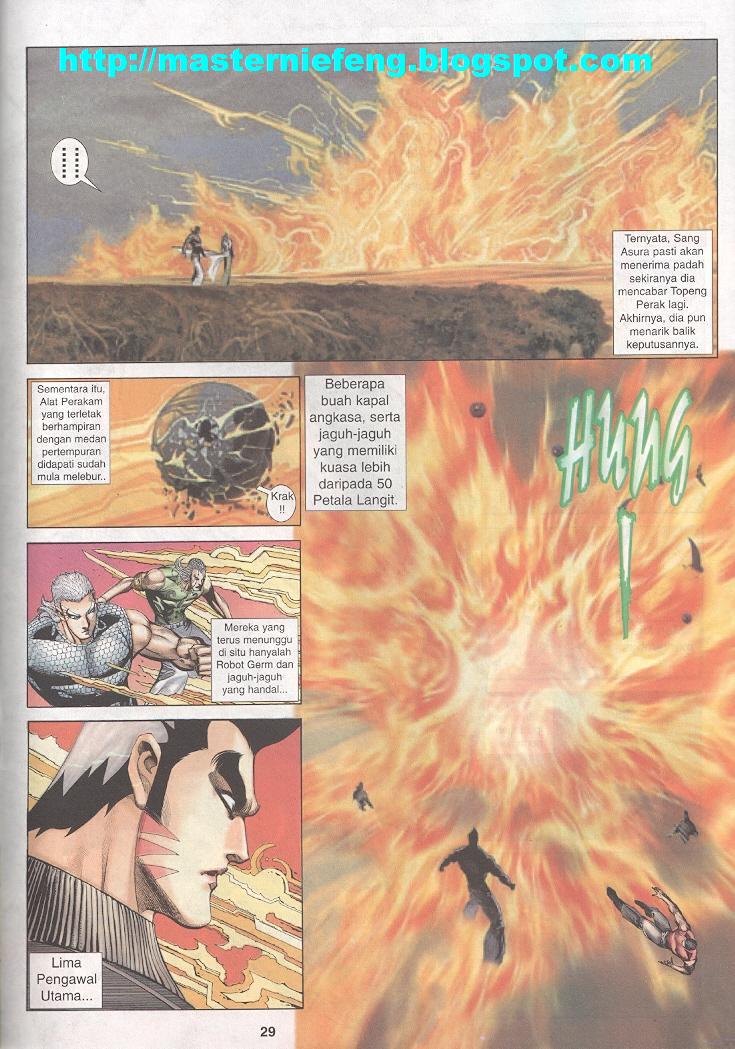 http://masterniefeng.blogspot.com
!!!!!!
!!!!!!
Ternyata, Sang
Asura pasti akan
menerima padah
sekiranya dia
mencabar Topeng
Perak lagi.
Akhirnya, dia pun
menarik balik
keputusannya.
Sementara itu,
Alat Perakam
yang terletak
berhampiran
dengan medan
pertempuran
didapati sudah
mula melebur..
Krak
!!
Beberapa
buah kapal
angkasa, serta
jaguh-jaguh
yang memiliki
kuasa lebih
daripada 50
Petala Langit.
HUUG
!
Mereka yang
terus menunggu
di situ hanyalah
Robot Germ dan
jaguh-jaguh
yang handal...
Lima
Pengawal
Utama...
29